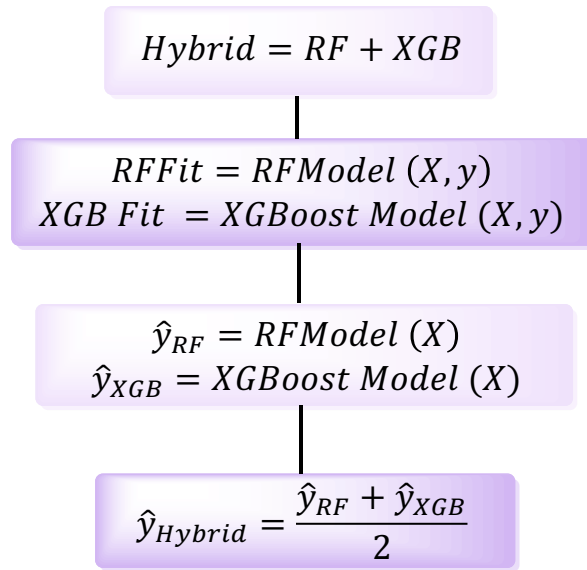 Hybrid = RF + XGB
RFFit = RFModel (X, y)
XGB Fit = XGBoost Model (X, y)
ŷ_RF = RFModel (X)
ŷ_XGB = XGBoost Model (X)
ŷ_Hybrid = (ŷ_RF + ŷ_XGB) / 2